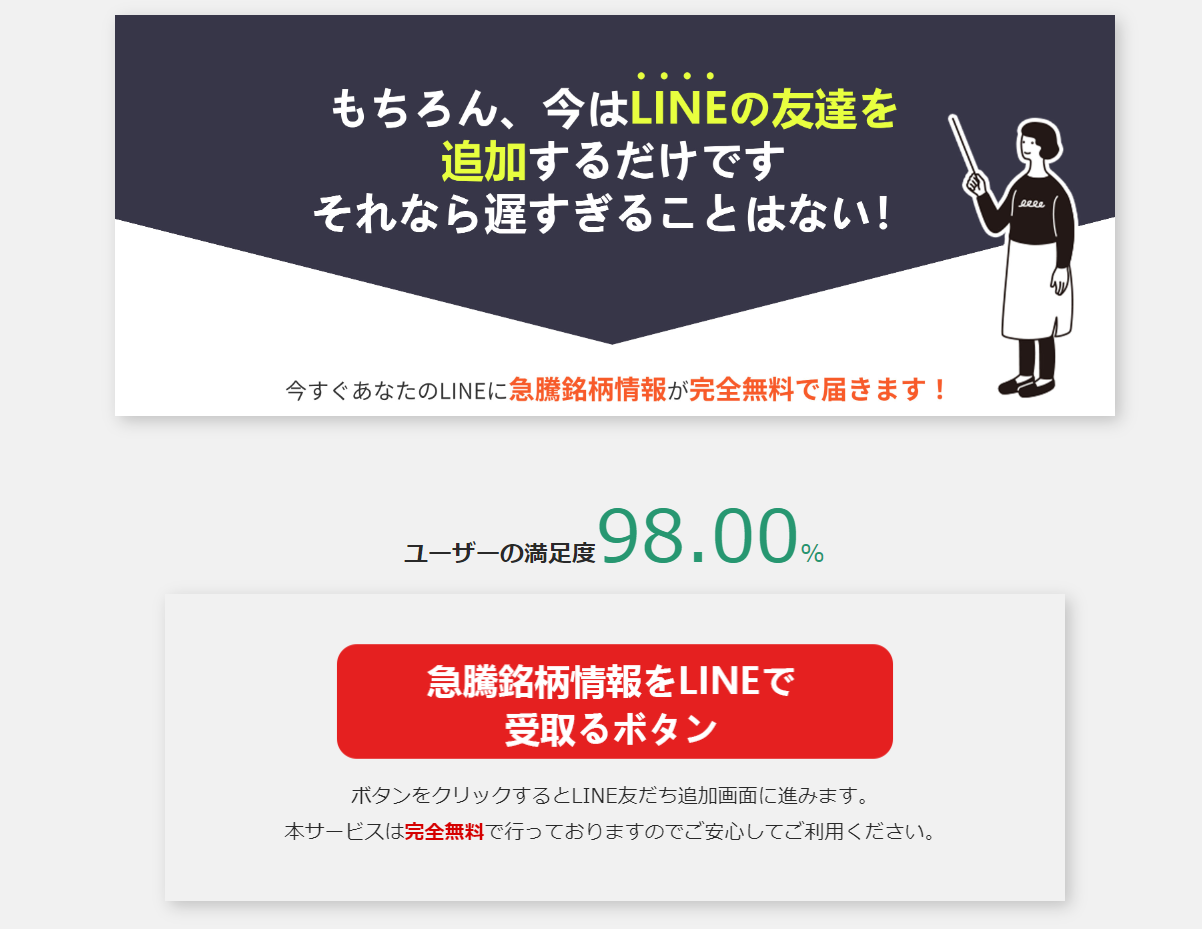 もちろん、今はLINEの友達を
追加するだけです
それなら遅すぎることはない!
今すぐあなたのLINEに急騰銘柄情報が完全無料で届きます！
ユーザーの満足度98.00%
急騰銘柄情報をLINEで
受取るボタン
ボタンをクリックするとLINE友だち追加画面に進みます。
本サービスは完全無料で行っておりますのでご安心してご利用ください。